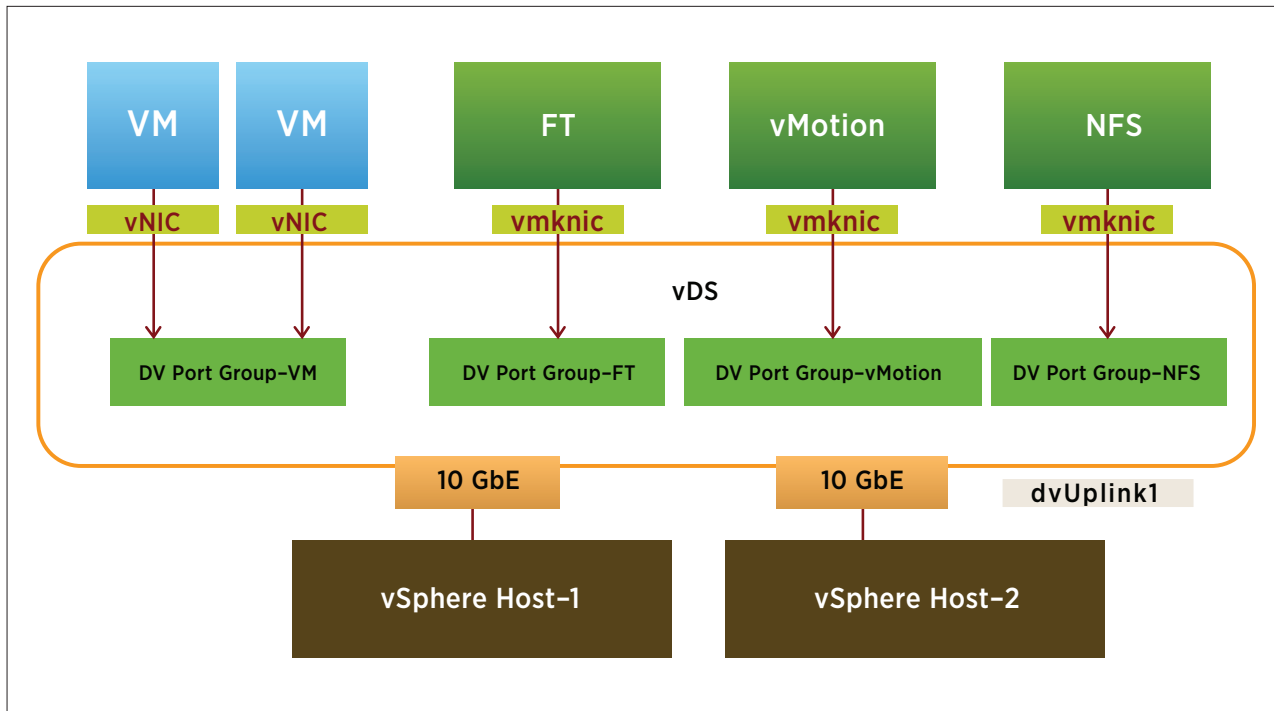 VM
VM
FT
vMotion
NFS
vNIC
vNIC
vmknic
vmknic
vmknic
vDS
DV Port Group–VM
DV Port Group–FT
DV Port Group–vMotion
DV Port Group–NFS
10 GbE
10 GbE
dvUplink1
vSphere Host–1
vSphere Host–2